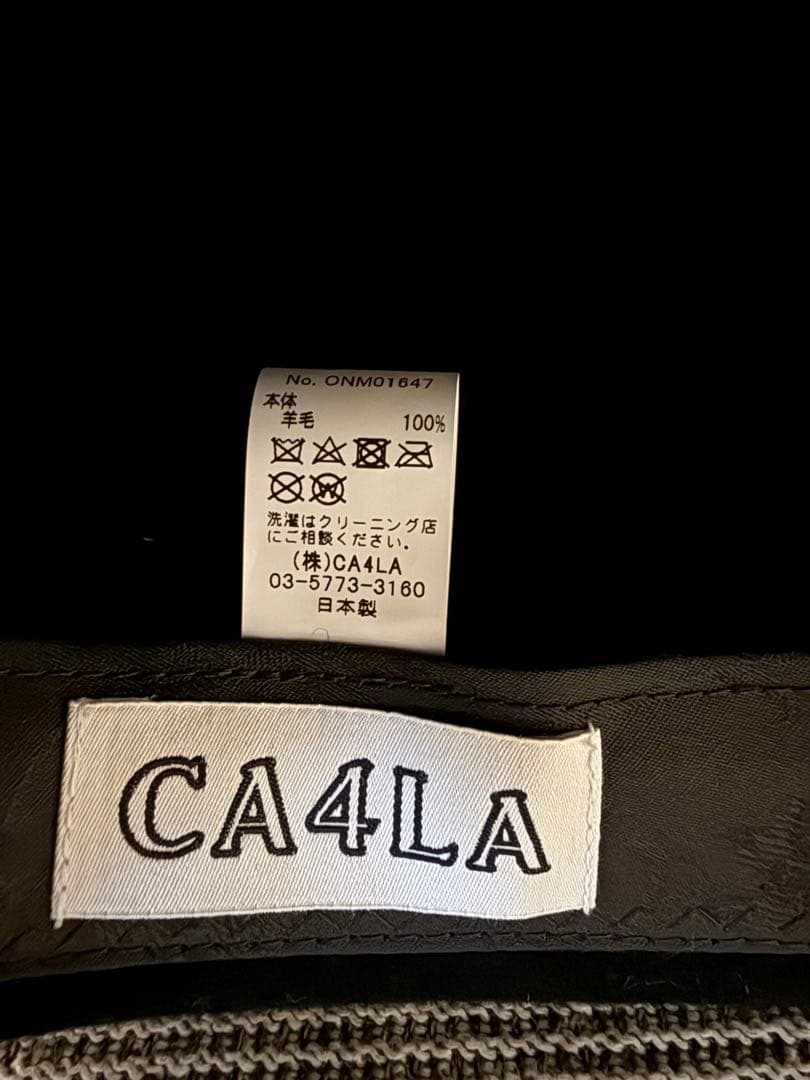 No. ONM01647
本体
羊毛 100%
洗濯はクリーニング店
にご相談ください。
(株)CA4LA
03-5773-3160
日本製
CA4LA